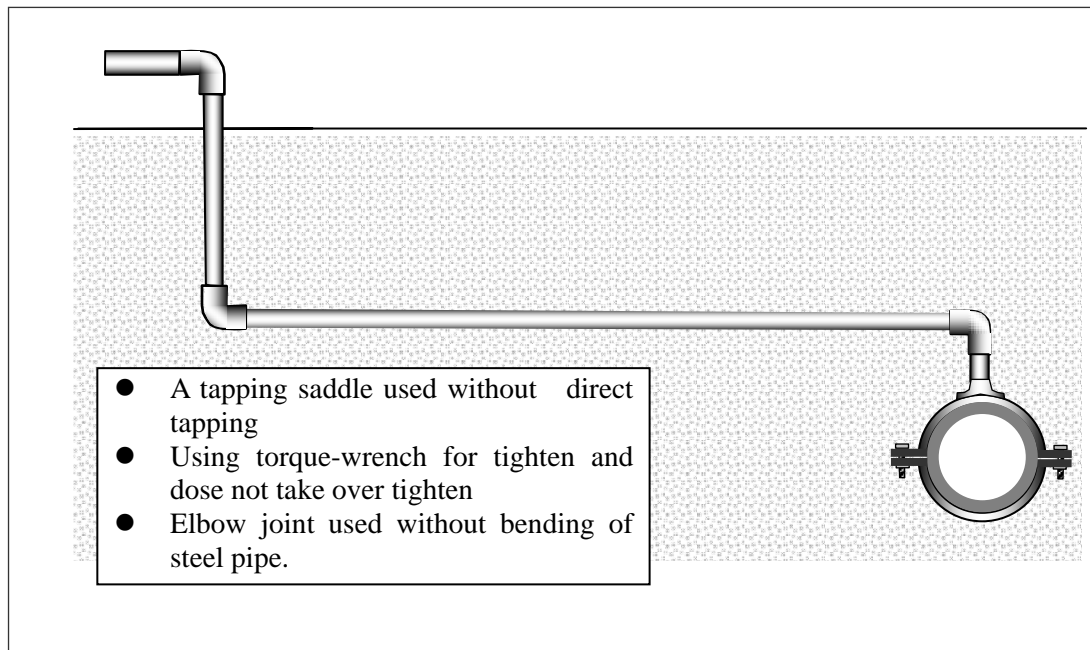 ● A tapping saddle used without direct
tapping
● Using torque-wrench for tighten and
dose not take over tighten
● Elbow joint used without bending of
steel pipe.